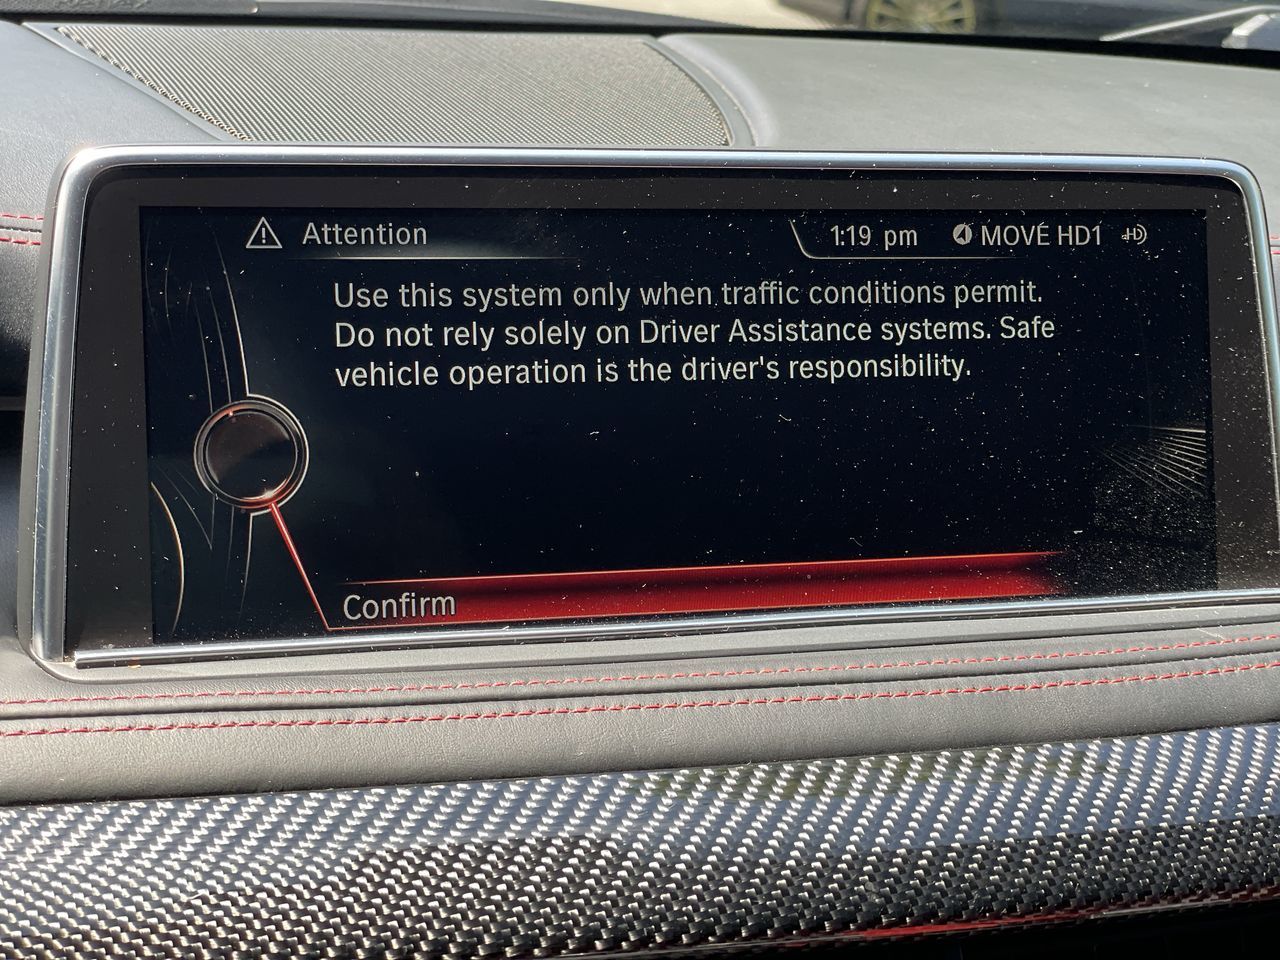 Attention
1:19 pm MOVE HD1 HD
Use this system only when traffic conditions permit.
Do not rely solely on Driver Assistance systems. Safe
vehicle operation is the driver's responsibility.
Confirm